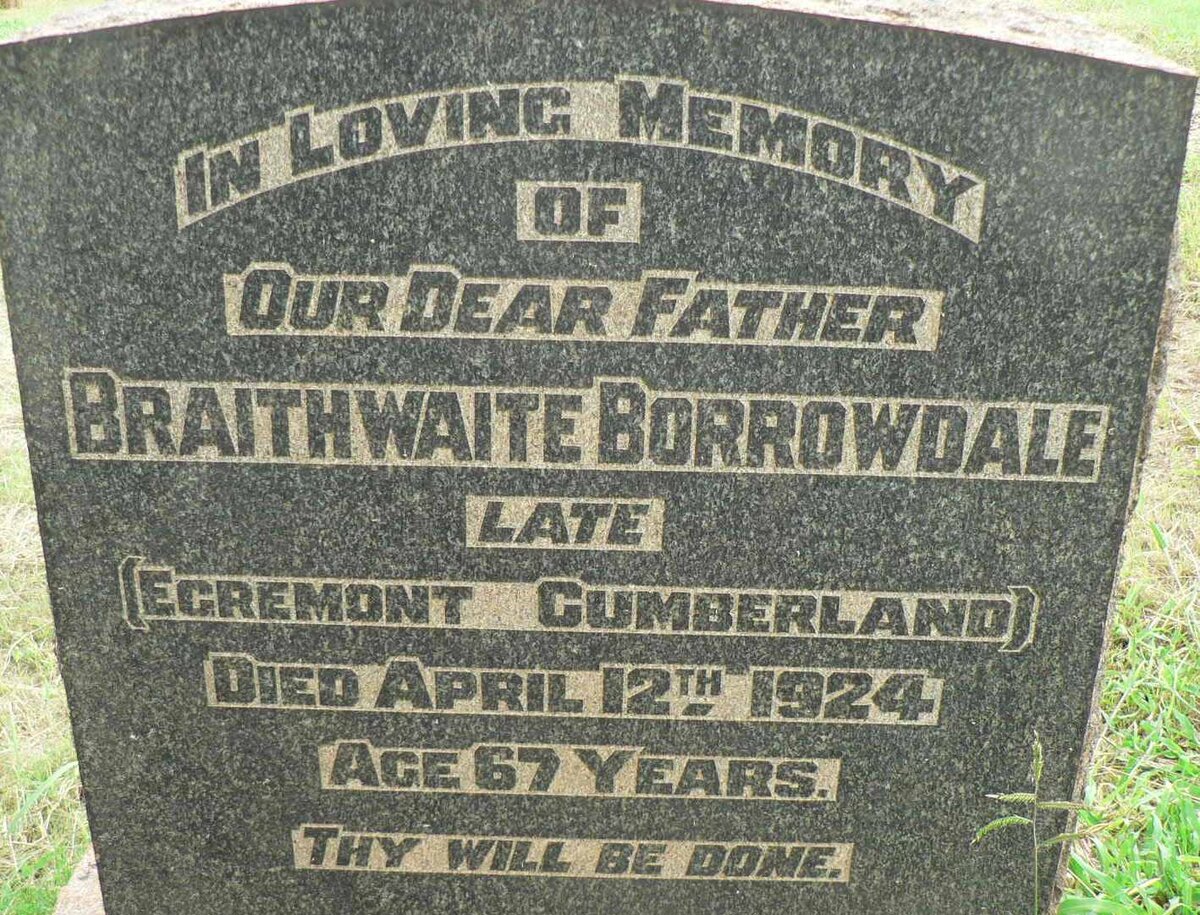 IN LOVING MEMORY
OF
OUR DEAR FATHER
BRAITHWAITE BORROWDALE
LATE
(EGREMONT CUMBERLAND)
DIED APRIL 12TH. 1924
AGE 67 YEARS.
THY WILL BE DONE.